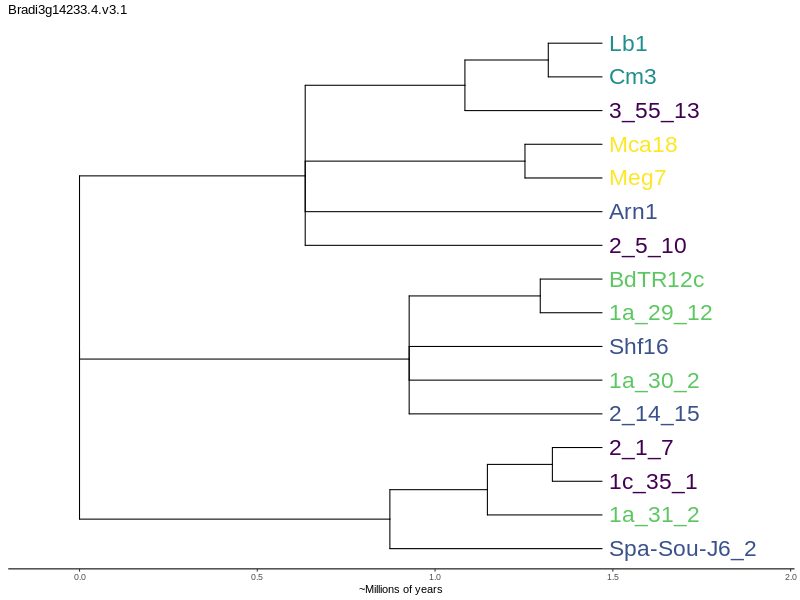 Bradi3g14233.4.v3.1
Lb1
Cm3
3_55_13
Mca18
Meg7
Arn1
2_5_10
BdTR12c
1a_29_12
Shf16
1a_30_2
2_14_15
2_1_7
1c_35_1
1a_31_2
Spa-Sou-J6_2
0.0 0.5 1.0 1.5 2.0
~Millions of years